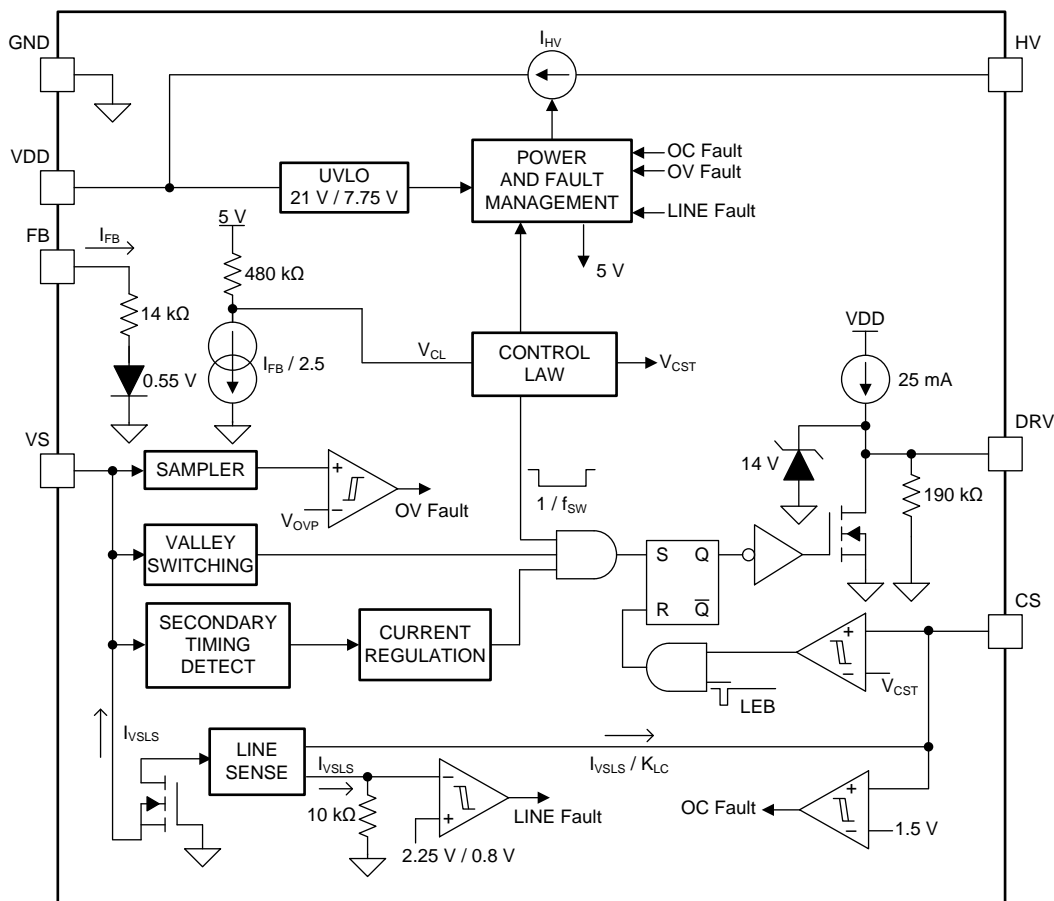 GND
I_HV
HV
VDD
UVLO
21 V / 7.75 V
POWER
AND FAULT
MANAGEMENT
OC Fault
OV Fault
LINE Fault
5 V
FB
I_FB
5 V
480 kΩ
14 kΩ
0.55 V
I_FB / 2.5
V_CL
CONTROL
LAW
V_CST
VDD
25 mA
DRV
14 V
190 kΩ
VS
SAMPLER
+
−
V_OVP
OV Fault
1 / f_SW
VALLEY
SWITCHING
S Q
R Q̅
CS
SECONDARY
TIMING
DETECT
CURRENT
REGULATION
+
−
V_CST
LEB
I_VSLS
LINE
SENSE
I_VSLS
I_VSLS / K_LC
10 kΩ
−
+
LINE Fault
2.25 V / 0.8 V
OC Fault
+
−
1.5 V